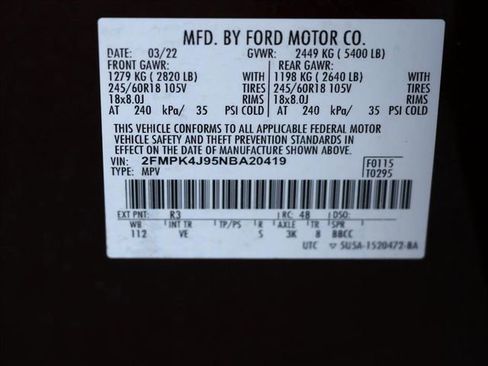 MFD. BY FORD MOTOR CO.
DATE: 03/22 GVWR: 2449 KG ( 5400 LB)
FRONT GAWR: REAR GAWR:
1279 KG ( 2820 LB) WITH 1198 KG ( 2640 LB) WITH
245/60R18 105V TIRES 245/60R18 105V TIRES
18x8.0J RIMS 18x8.0J RIMS
AT 240 kPa/ 35 PSI COLD AT 240 kPa/ 35 PSI COLD
THIS VEHICLE CONFORMS TO ALL APPLICABLE FEDERAL MOTOR
VEHICLE SAFETY AND THEFT PREVENTION STANDARDS IN
EFFECT ON THE DATE OF MANUFACTURE SHOWN ABOVE.
VIN: 2FMPK4J95NBA20419 F0115
TYPE: MPV T0295
EXT PNT: R3 RC: 48 DSO:
WB INT TR TP/PS R AXLE TR SPR
112 VE S 3K 8 BBCC
UTC ▽ 5U5A-1520472-BA